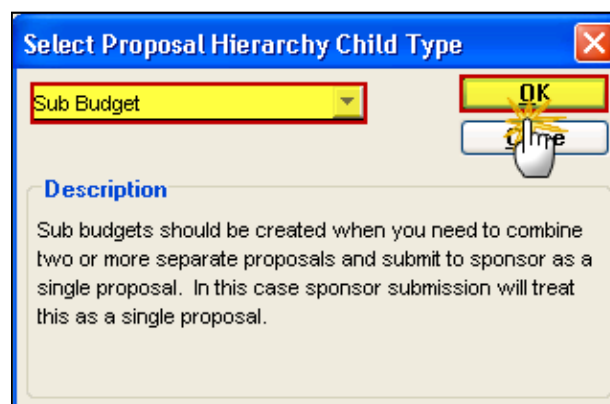 Select Proposal Hierarchy Child Type
Sub Budget
OK
Description
Sub budgets should be created when you need to combine
two or more separate proposals and submit to sponsor as a
single proposal. In this case sponsor submission will treat
this as a single proposal.